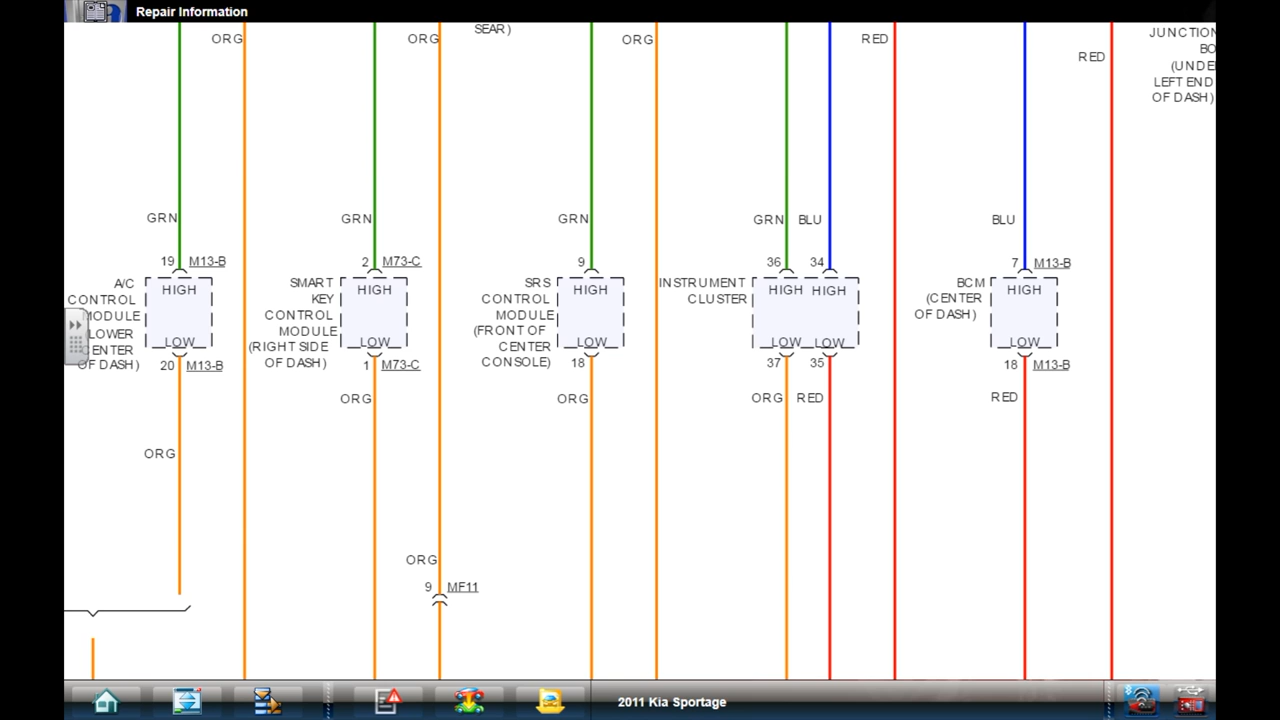 Repair Information
SEAR)
ORG
ORG
ORG
RED
RED
JUNCTION
BO
(UNDE
LEFT END
OF DASH)
GRN
GRN
GRN
GRN BLU
BLU
19 M13-B
2 M73-C
9
36 34
7 M13-B
A/C
CONTROL
MODULE
LOWER
CENTER
OF DASH)
HIGH
LOW
SMART
KEY
CONTROL
MODULE
(RIGHT SIDE
OF DASH)
HIGH
LOW
SRS
CONTROL
MODULE
(FRONT OF
CENTER
CONSOLE)
HIGH
LOW
INSTRUMENT
CLUSTER
HIGH HIGH
LOW LOW
BCM
(CENTER
OF DASH)
HIGH
LOW
20 M13-B
1 M73-C
18
37 35
18 M13-B
ORG
ORG
ORG RED
RED
ORG
ORG
9 MF11
2011 Kia Sportage